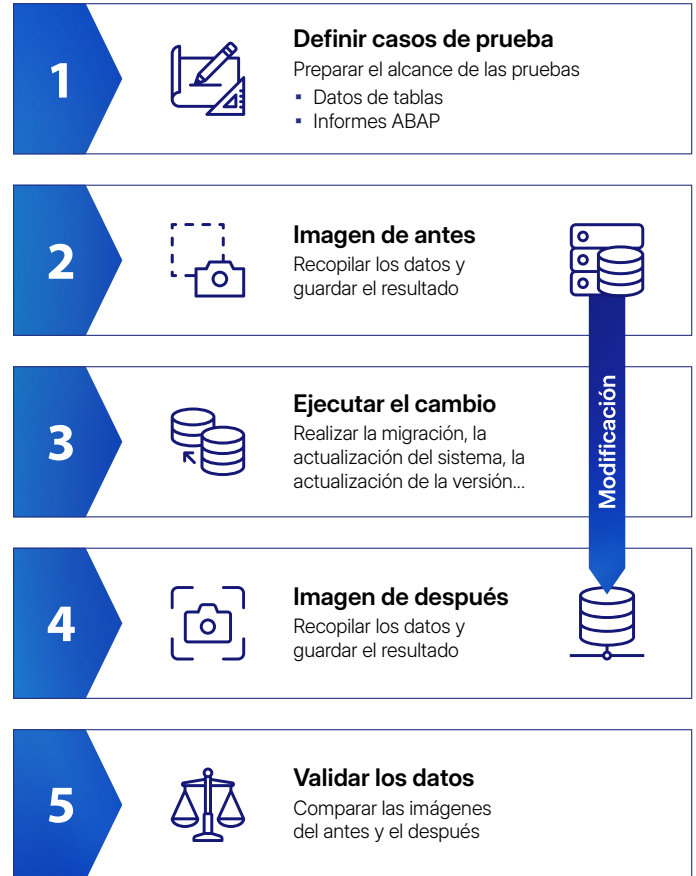 1
Definir casos de prueba
Preparar el alcance de las pruebas
▪ Datos de tablas
▪ Informes ABAP
2
Imagen de antes
Recopilar los datos y
guardar el resultado
3
Ejecutar el cambio
Realizar la migración, la
actualización del sistema, la
actualización de la versión...
Modificación
4
Imagen de después
Recopilar los datos y
guardar el resultado
5
Validar los datos
Comparar las imágenes
del antes y el después